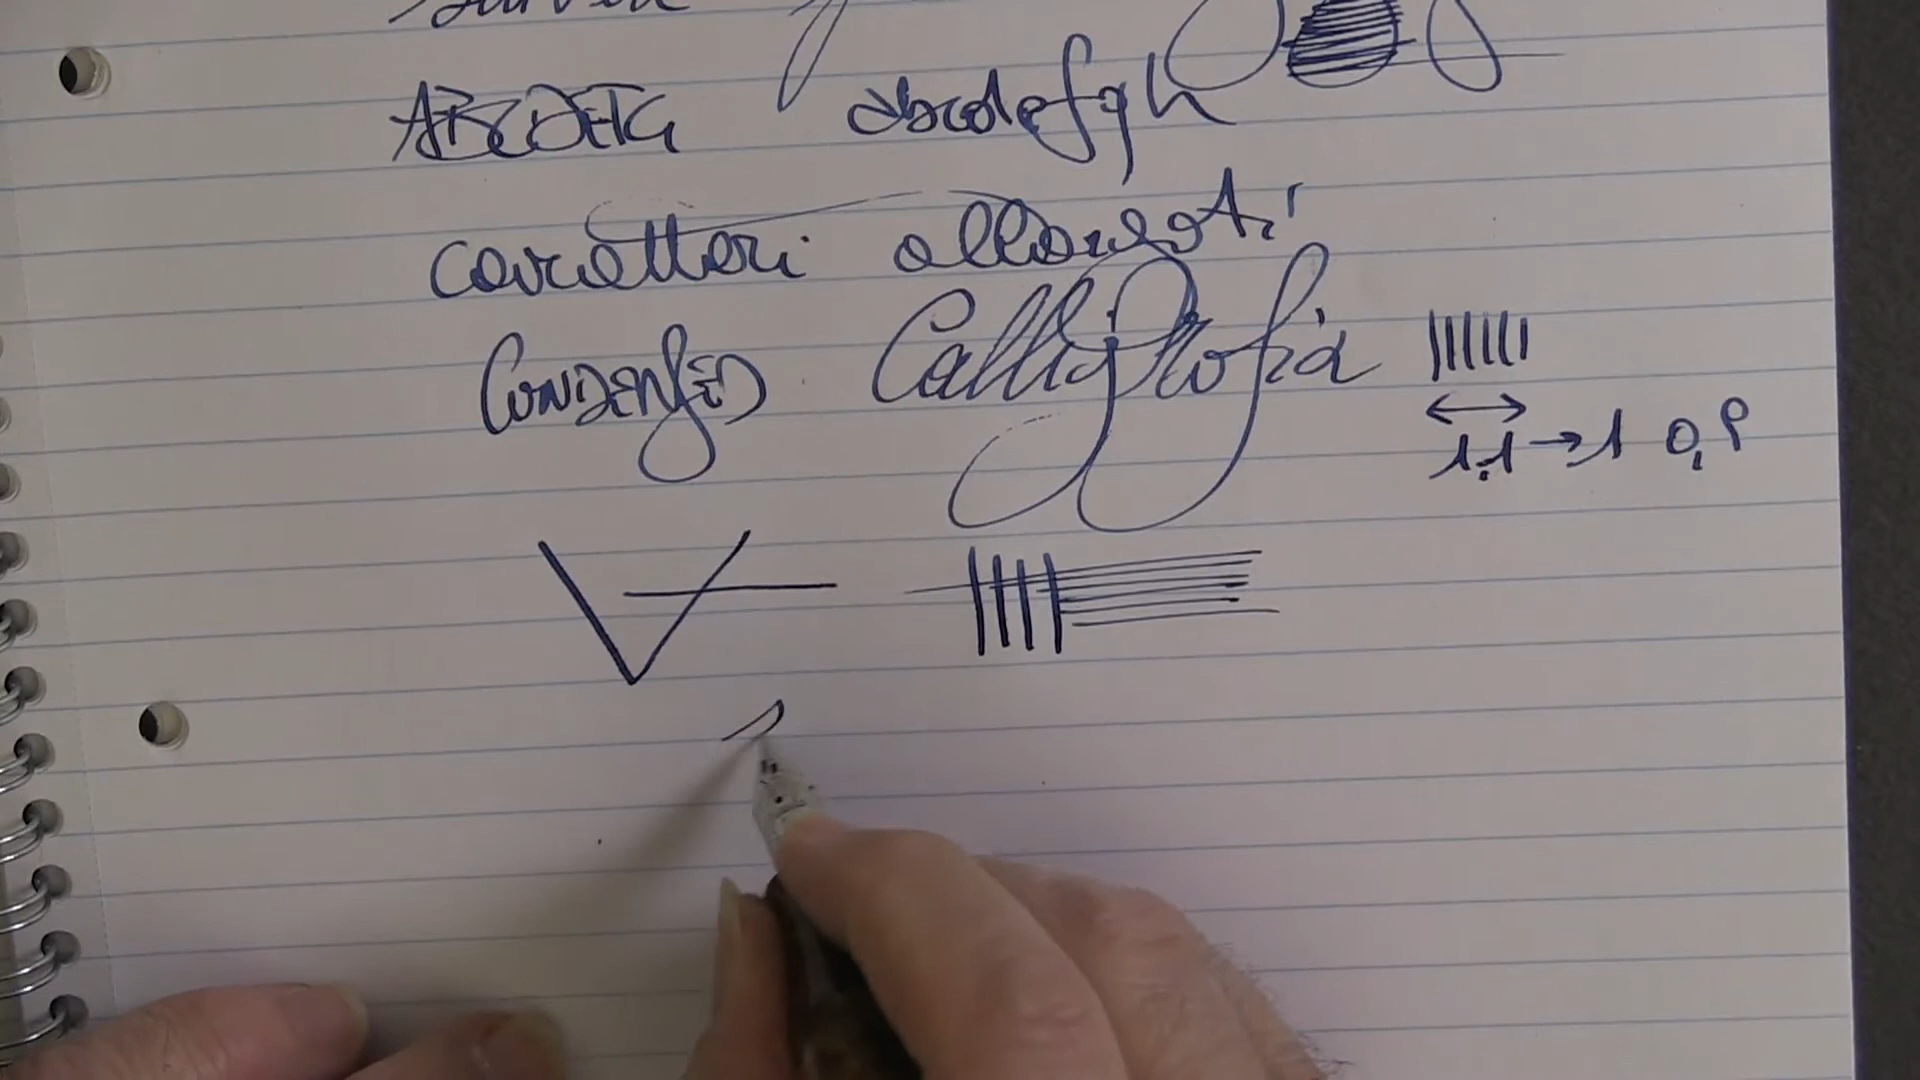 ABCDEFG abcdefgh
caratteri allungati
Condensed Calligrafia
1,1 → 1 0,9